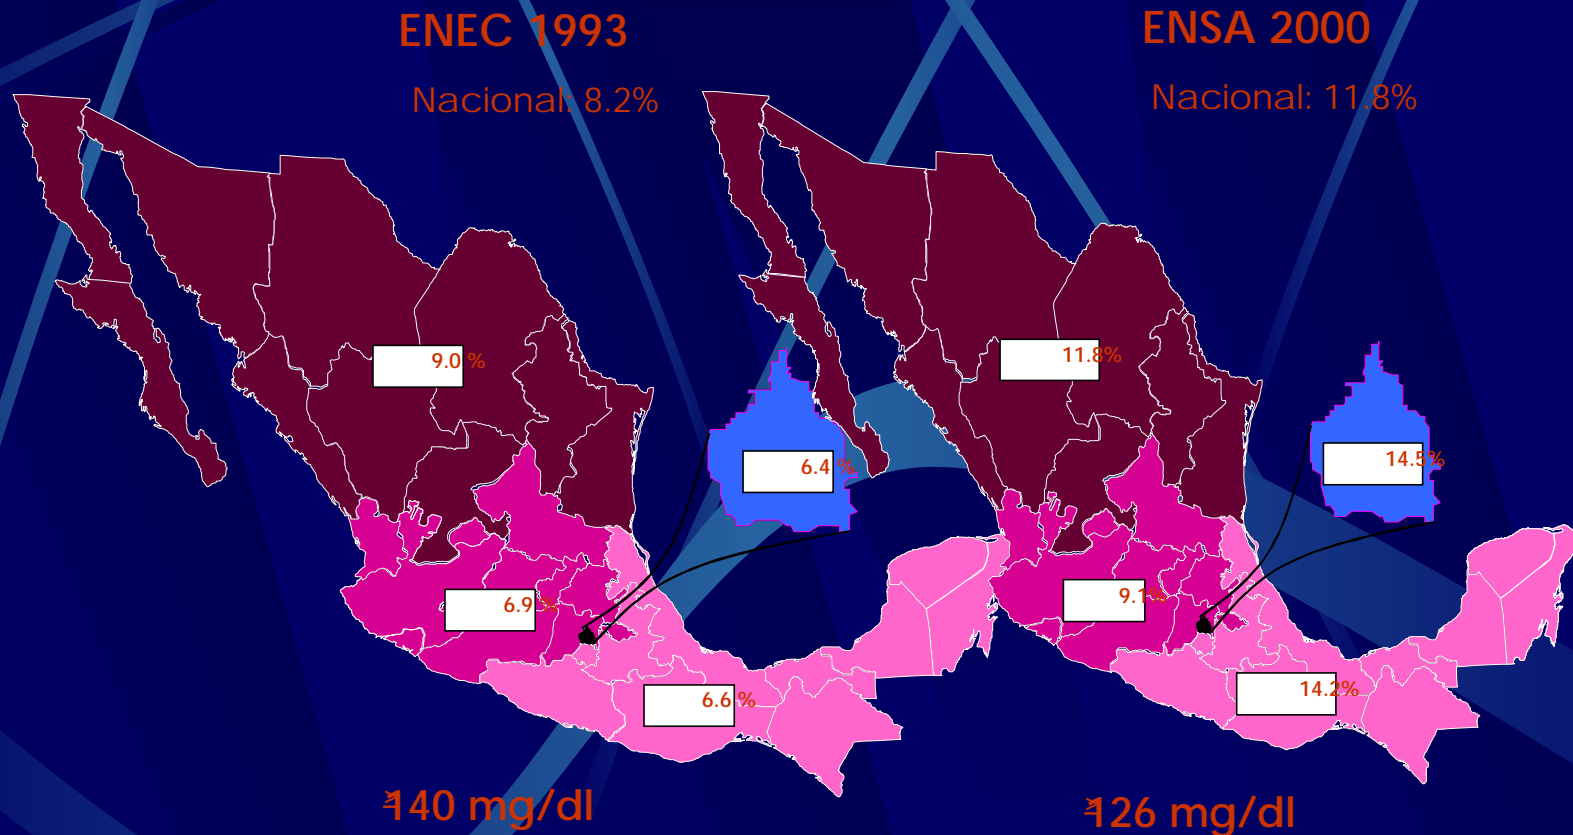 ENEC 1993
Nacional: 8.2%
9.0 %
6.4 %
6.9 %
6.6 %
≥140 mg/dl
ENSA 2000
Nacional: 11.8%
11.8%
14.5%
9.1%
14.2%
≥126 mg/dl